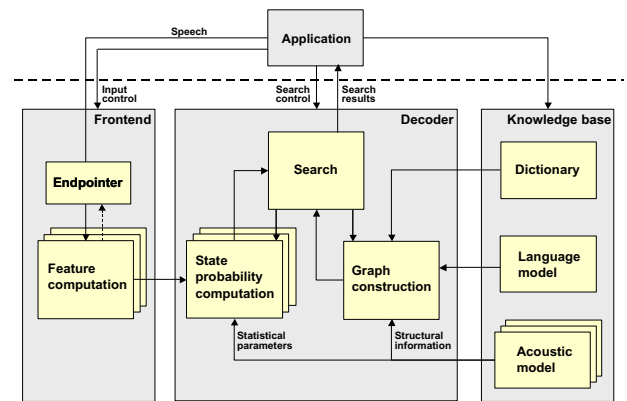 Speech
Application
Input
control
Search
control
Search
results
Frontend
Decoder
Knowledge base
Endpointer
Search
Dictionary
Feature
computation
State
probability
computation
Graph
construction
Language
model
Statistical
parameters
Structural
information
Acoustic
model